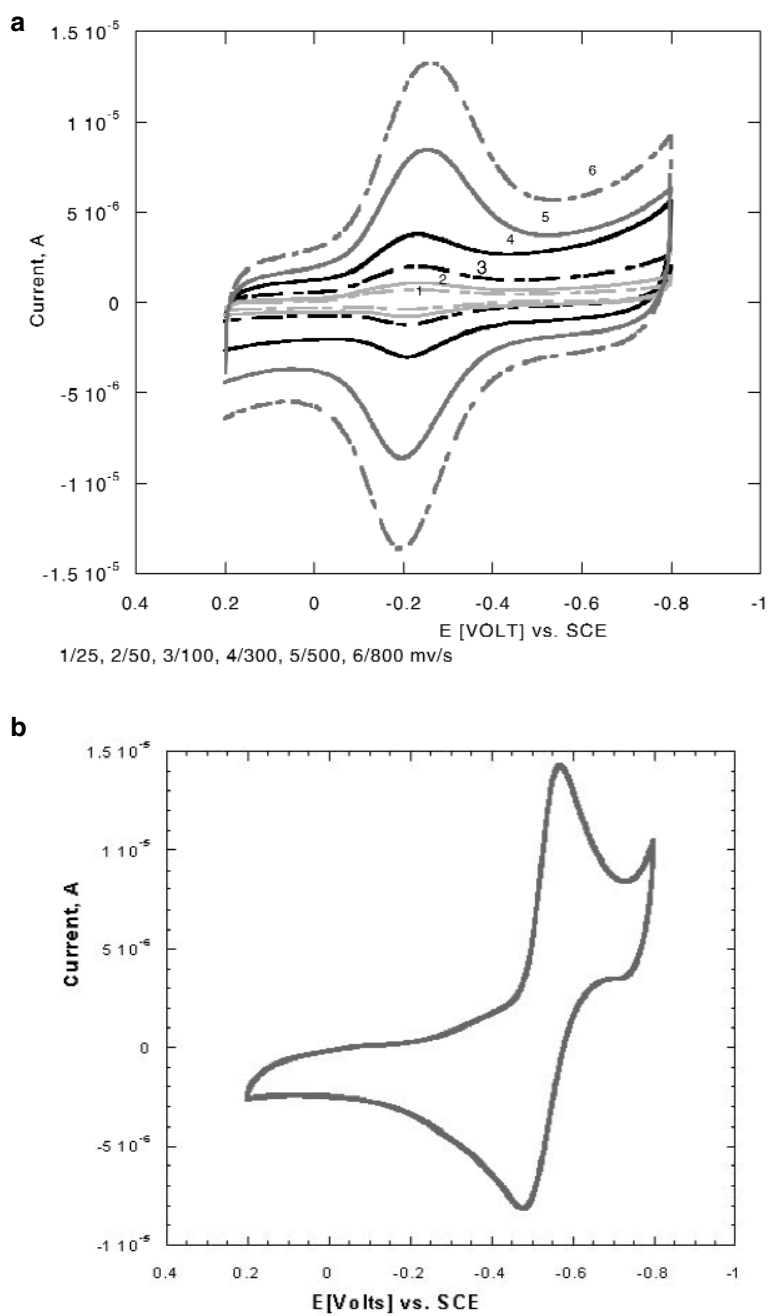 a
1.5 10⁻⁵
1 10⁻⁵
5 10⁻⁶
0
-5 10⁻⁶
-1 10⁻⁵
-1.5 10⁻⁵
Current, A
6
5
4
3
2
1
0.4 0.2 0 -0.2 -0.4 -0.6 -0.8 -1
E [VOLT] vs. SCE
1/25, 2/50, 3/100, 4/300, 5/500, 6/800 mv/s
b
1.5 10⁻⁵
1 10⁻⁵
5 10⁻⁶
0
-5 10⁻⁶
-1 10⁻⁵
Current, A
0.4 0.2 0 -0.2 -0.4 -0.6 -0.8 -1
E[Volts] vs. SCE